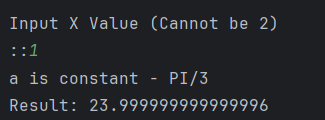 Input X Value (Cannot be 2)
::1
a is constant - PI/3
Result: 23.999999999999996